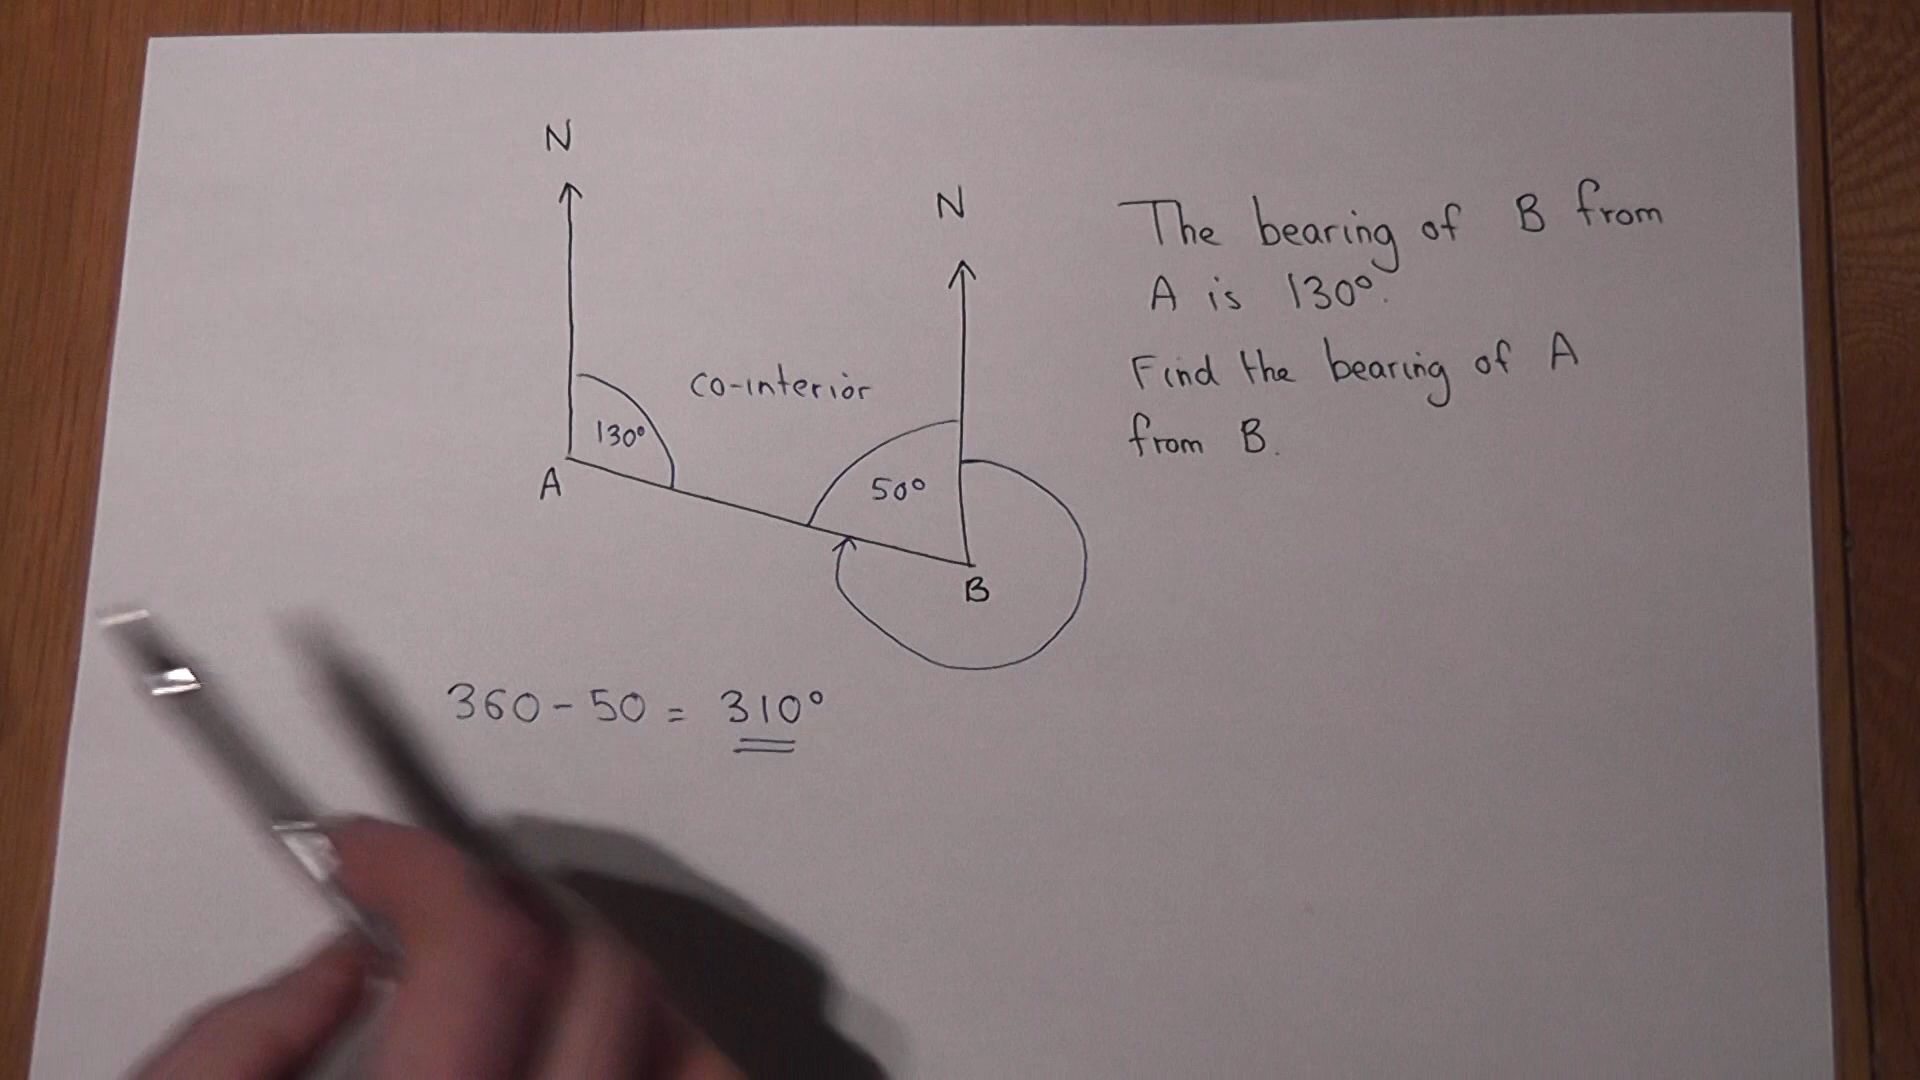 N
N
The bearing of B from
A is 130°.
Find the bearing of A
from B.
co-interior
130°
50°
A
B
360 - 50 = 310°